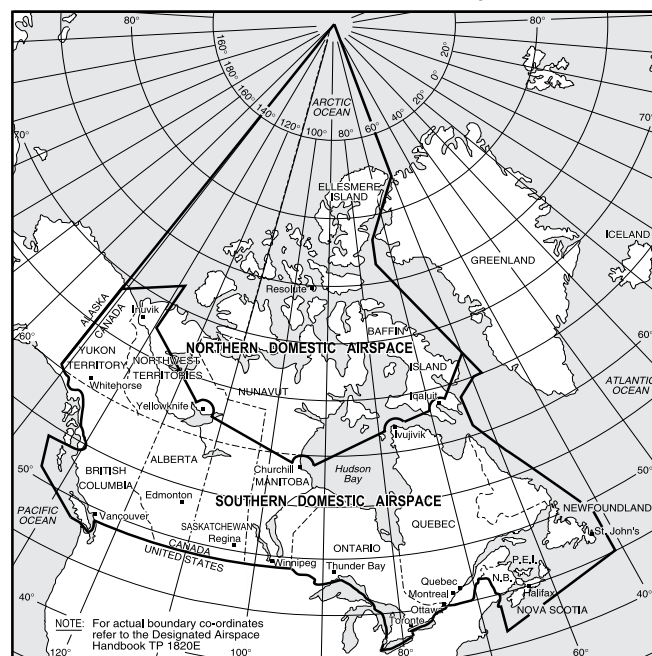 80°
80°
160°
160°
160°
140°
140°
120°
100°
80°
60°
40°
20°
0°
70°
70°
ARCTIC
OCEAN
ELLESMERE
ISLAND
ICELAND
GREENLAND
Resolute
ALASKA
CANADA
Inuvik
BAFFIN
ISLAND
NORTHERN DOMESTIC AIRSPACE
60°
60°
YUKON
TERRITORY
Whitehorse
NORTHWEST
TERRITORIES
NUNAVUT
Yellowknife
Iqaluit
Ivujivik
ATLANTIC
OCEAN
50°
50°
BRITISH
COLUMBIA
ALBERTA
Edmonton
Churchill
MANITOBA
Hudson
Bay
SOUTHERN DOMESTIC AIRSPACE
PACIFIC
OCEAN
Vancouver
SASKATCHEWAN
Regina
CANADA
UNITED STATES
Winnipeg
ONTARIO
Thunder Bay
QUEBEC
NEWFOUNDLAND
St. John's
P.E.I.
N.B.
Quebec
Montreal
Ottawa
Toronto
Halifax
NOVA SCOTIA
40°
40°
NOTE: For actual boundary co-ordinates
refer to the Designated Airspace
Handbook TP 1820E
120°
100°
80°
60°